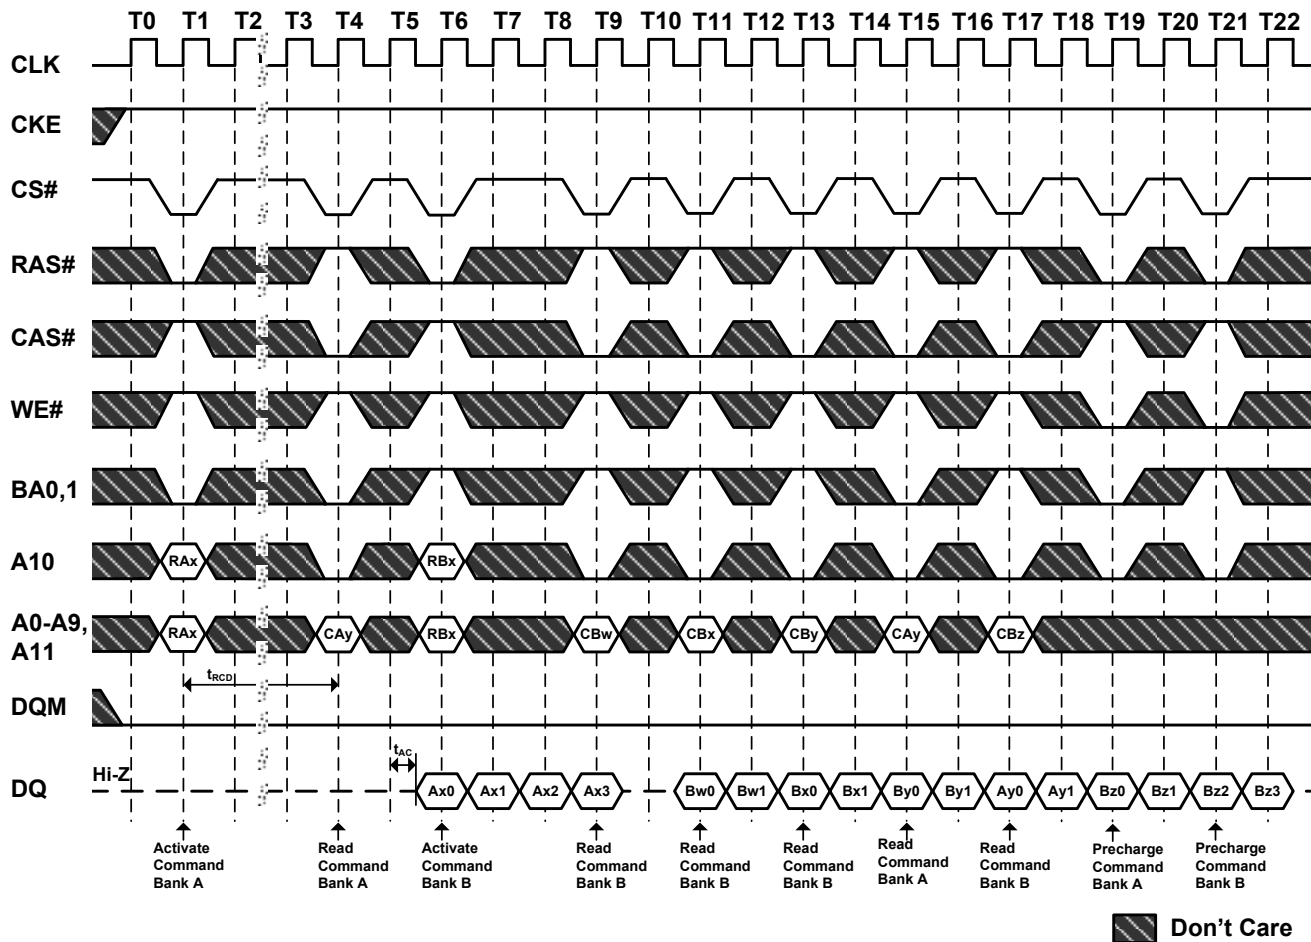 T0 T1 T2 T3 T4 T5 T6 T7 T8 T9 T10 T11 T12 T13 T14 T15 T16 T17 T18 T19 T20 T21 T22
CLK
CKE
CS#
RAS#
CAS#
WE#
BA0,1
A10 RAx RBx
A0-A9,
A11
RAx CAy RBx CBw CBx CBy CAy CBz
tRCD
DQM
tAC
Hi-Z
DQ Ax0 Ax1 Ax2 Ax3 Bw0 Bw1 Bx0 Bx1 By0 By1 Ay0 Ay1 Bz0 Bz1 Bz2 Bz3
Activate
Command
Bank A
Read
Command
Bank A
Activate
Command
Bank B
Read
Command
Bank B
Read
Command
Bank B
Read
Command
Bank B
Read
Command
Bank A
Read
Command
Bank B
Precharge
Command
Bank A
Precharge
Command
Bank B
Don't Care